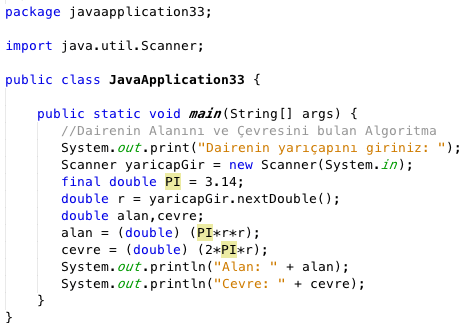 package javaapplication33;
import java.util.Scanner;
public class JavaApplication33 {
public static void main(String[] args) {
//Dairenin Alanını ve Çevresini bulan Algoritma
System.out.print("Dairenin yarıçapını giriniz: ");
Scanner yaricapGir = new Scanner(System.in);
final double PI = 3.14;
double r = yaricapGir.nextDouble();
double alan,cevre;
alan = (double) (PI*r*r);
cevre = (double) (2*PI*r);
System.out.println("Alan: " + alan);
System.out.println("Cevre: " + cevre);
}
}